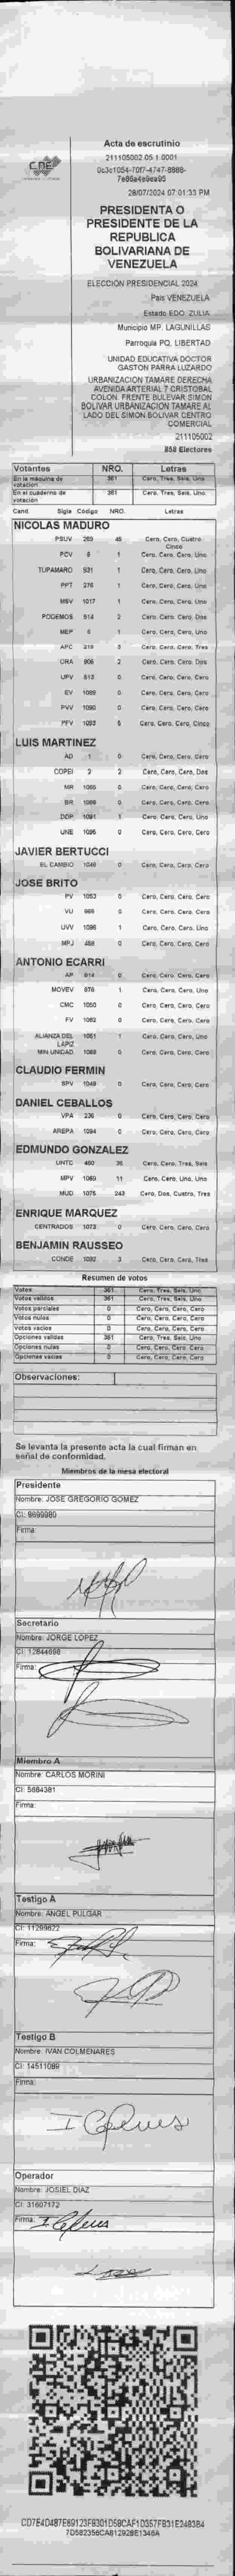 CNE
Acta de escrutinio
211105002.05.1.0001
7e86a4e9ea95
28/07/2024 07:01:33 PM
PRESIDENTA O
PRESIDENTE DE LA
REPUBLICA
BOLIVARIANA DE
VENEZUELA
ELECCIÓN PRESIDENCIAL 2024
País VENEZUELA
Estado EDO. ZULIA
Municipio MP. LAGUNILLAS
Parroquia PQ. LIBERTAD
UNIDAD EDUCATIVA DOCTOR
GASTON PARRA LUZARDO
URBANIZACION TAMARE DERECHA
AVENIDA ARTERIAL 7 CRISTOBAL
COLON. FRENTE BULEVAR SIMON
BOLIVAR URBANIZACION TAMARE AL
LADO DEL SIMON BOLIVAR CENTRO
COMERCIAL
211105002
858 Electores
Votantes NRO. Letras
En la máquina de votación 361 Cero, Tres, Seis, Uno
En el cuaderno de votación 361 Cero, Tres, Seis, Uno
Cand. Sigla Código NRO. Letras
NICOLAS MADURO
PSUV 269 45 Cero, Cero, Cuatro, Cinco
PCV 5 1 Cero, Cero, Cero, Uno
TUPAMARO 931 1 Cero, Cero, Cero, Uno
PPT 276 1 Cero, Cero, Cero, Uno
MSV 1017 1 Cero, Cero, Cero, Uno
PODEMOS 514 2 Cero, Cero, Cero, Dos
MEP 6 1 Cero, Cero, Cero, Uno
APC 219 3 Cero, Cero, Cero, Tres
ORA 906 2 Cero, Cero, Cero, Dos
UPV 513 0 Cero, Cero, Cero, Cero
EV 1089 0 Cero, Cero, Cero, Cero
PVV 1090 0 Cero, Cero, Cero, Cero
PFV 1093 5 Cero, Cero, Cero, Cinco
LUIS MARTINEZ
AD 1 0 Cero, Cero, Cero, Cero
COPEI 2 2 Cero, Cero, Cero, Dos
MR 1065 0 Cero, Cero, Cero, Cero
BR 1069 0 Cero, Cero, Cero, Cero
DDP 1091 1 Cero, Cero, Cero, Uno
UNE 1095 0 Cero, Cero, Cero, Cero
JAVIER BERTUCCI
EL CAMBIO 1046 0 Cero, Cero, Cero, Cero
JOSE BRITO
PV 1053 0 Cero, Cero, Cero, Cero
VU 0 Cero, Cero, Cero, Cero
UVV 1096 1 Cero, Cero, Cero, Uno
MPJ 458 0 Cero, Cero, Cero, Cero
ANTONIO ECARRI
AP 914 0 Cero, Cero, Cero, Cero
MOVEV 876 1 Cero, Cero, Cero, Uno
CMC 1050 0 Cero, Cero, Cero, Cero
FV 1082 0 Cero, Cero, Cero, Cero
ALIANZA DEL LAPIZ 1051 1 Cero, Cero, Cero, Uno
MIN UNIDAD 1088 0 Cero, Cero, Cero, Cero
CLAUDIO FERMIN
SPV 1049 0 Cero, Cero, Cero, Cero
DANIEL CEBALLOS
VPA 236 0 Cero, Cero, Cero, Cero
AREPA 1094 0 Cero, Cero, Cero, Cero
EDMUNDO GONZALEZ
UNTC 460 36 Cero, Cero, Tres, Seis
MPV 1069 11 Cero, Cero, Uno, Uno
MUD 1075 243 Cero, Dos, Cuatro, Tres
ENRIQUE MARQUEZ
CENTRADOS 1073 0 Cero, Cero, Cero, Cero
BENJAMIN RAUSSEO
CONDE 1092 3 Cero, Cero, Cero, Tres
Resumen de votos
Votos 361 Cero, Tres, Seis, Uno
Votos validos 361 Cero, Tres, Seis, Uno
Votos parciales 0 Cero, Cero, Cero, Cero
Votos nulos 0 Cero, Cero, Cero, Cero
Votos vacios 0 Cero, Cero, Cero, Cero
Opciones validas 361 Cero, Tres, Seis, Uno
Opciones nulas 0 Cero, Cero, Cero, Cero
Opciones vacias 0 Cero, Cero, Cero, Cero
Observaciones:
Se levanta la presente acta la cual firman en
señal de conformidad.
Miembros de la mesa electoral
Presidente
Nombre: JOSE GREGORIO GOMEZ
CI: 9699980
Firma:
Secretario
Nombre: JORGE LOPEZ
CI: 12844698
Firma:
Miembro A
Nombre: CARLOS MORINI
CI: 5684381
Firma:
Testigo A
Nombre: ANGEL PULGAR
CI: 11299622
Firma:
Testigo B
Nombre: IVAN COLMENARES
CI: 14511089
Firma:
Operador
Nombre: JOSIEL DIAZ
CI: 31607172
Firma: